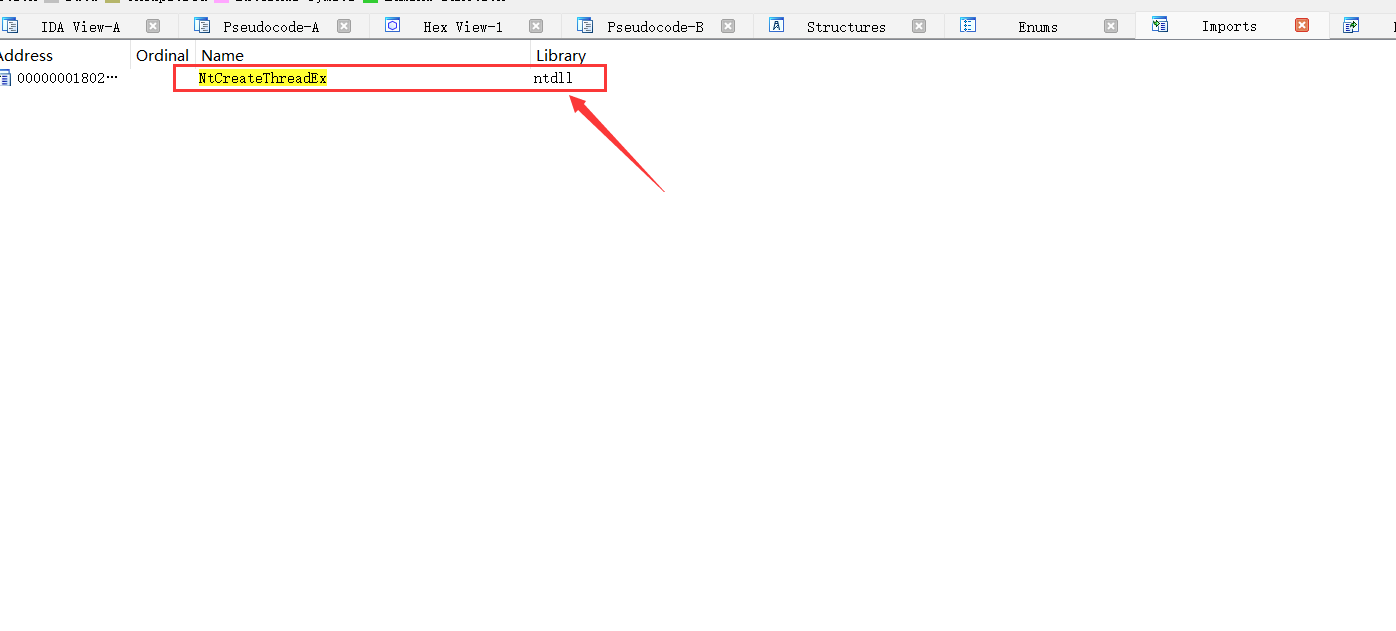 IDA View-A Pseudocode-A Hex View-1 Pseudocode-B Structures Enums Imports
Address Ordinal Name Library
00000001802… NtCreateThreadEx ntdll